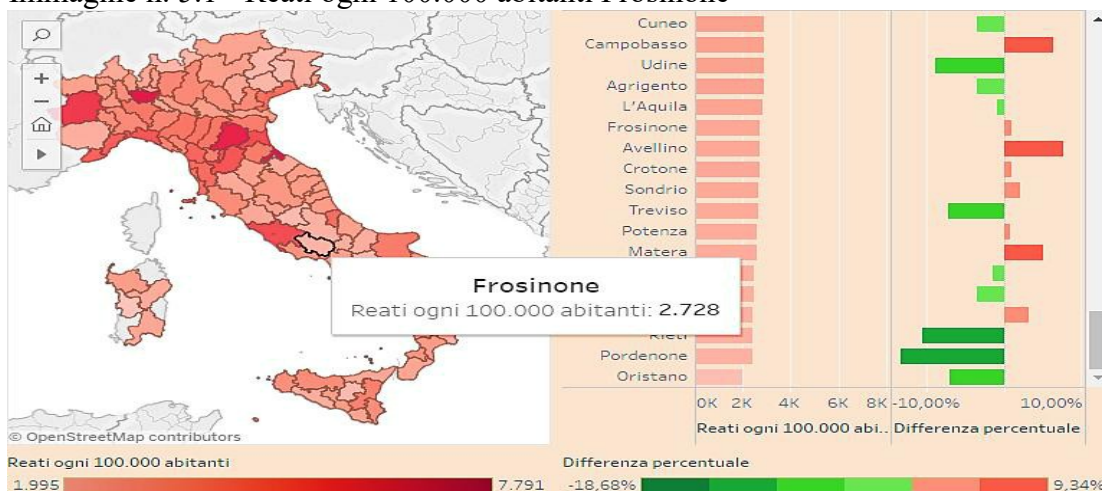 Immagine n. 3.1 - Reati ogni 100.000 abitanti Frosinone
Cuneo
Campobasso
Udine
Agrigento
L'Aquila
Frosinone
Avellino
Crotone
Sondrio
Treviso
Potenza
Matera
Frosinone
Reati ogni 100.000 abitanti: 2.728
Rieti
Pordenone
Oristano
0K 2K 4K 6K 8K -10,00% 10,00%
Reati ogni 100.000 abi.. Differenza percentuale
© OpenStreetMap contributors
Reati ogni 100.000 abitanti
1.995 7.791
Differenza percentuale
-18,68% 9,34%